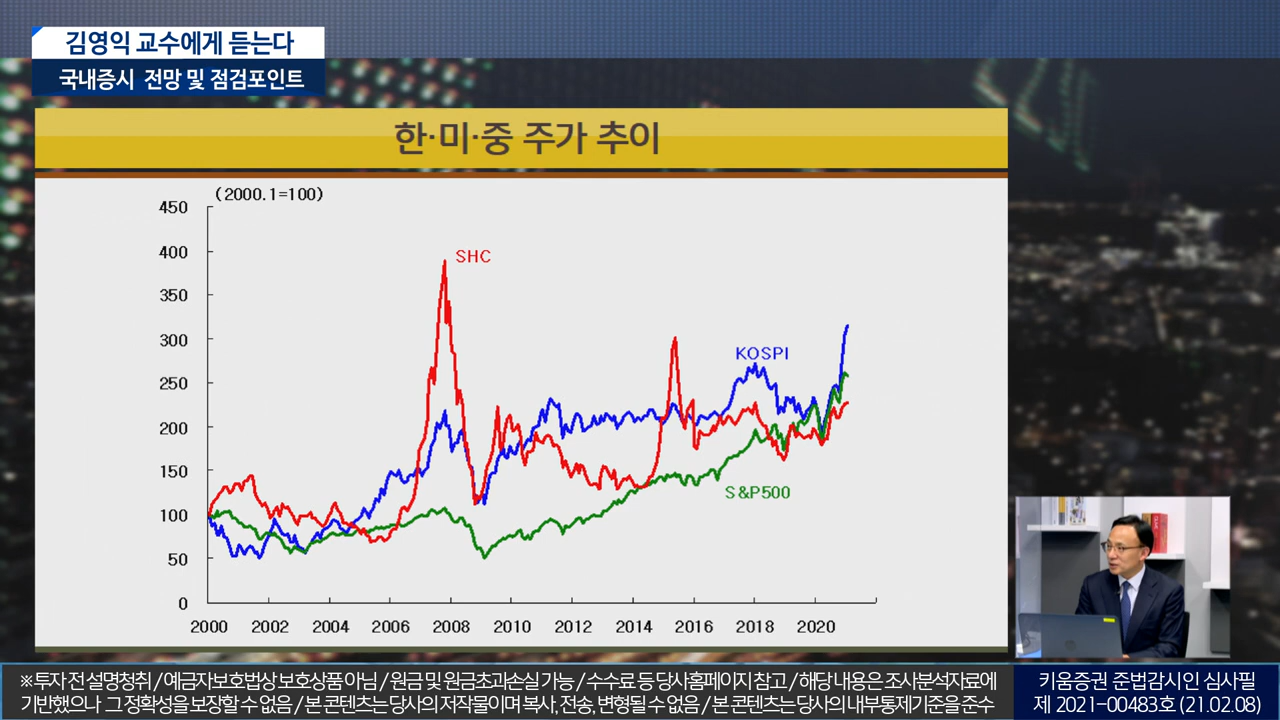 김영익 교수에게 듣는다
국내증시 전망 및 점검포인트
한·미·중 주가 추이
(2000.1=100)
450
400
350
300
250
200
150
100
50
0
SHC
KOSPI
S&P500
2000 2002 2004 2006 2008 2010 2012 2014 2016 2018 2020
※ 투자 전 설명청취 / 예금자보호법상 보호상품 아님 / 원금 및 원금초과손실 가능 / 수수료 등 당사홈페이지 참고 / 해당 내용은 조사분석자료에
기반했으나 그 정확성을 보장할 수 없음 / 본 콘텐츠는 당사의 저작물이며 복사, 전송, 변형될 수 없음 / 본 콘텐츠는 당사의 내부통제기준을 준수
키움증권 준법감시인 심사필
제 2021-00483호 (21.02.08)